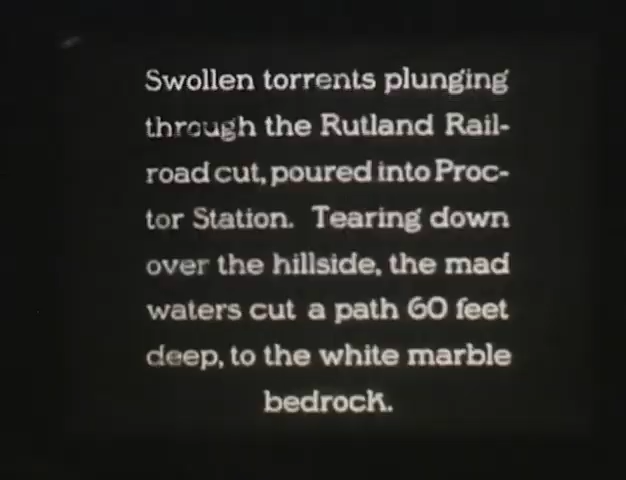 Swollen torrents plunging
through the Rutland Rail-
road cut, poured into Proc-
tor Station. Tearing down
over the hillside, the mad
waters cut a path 60 feet
deep, to the white marble
bedrock.